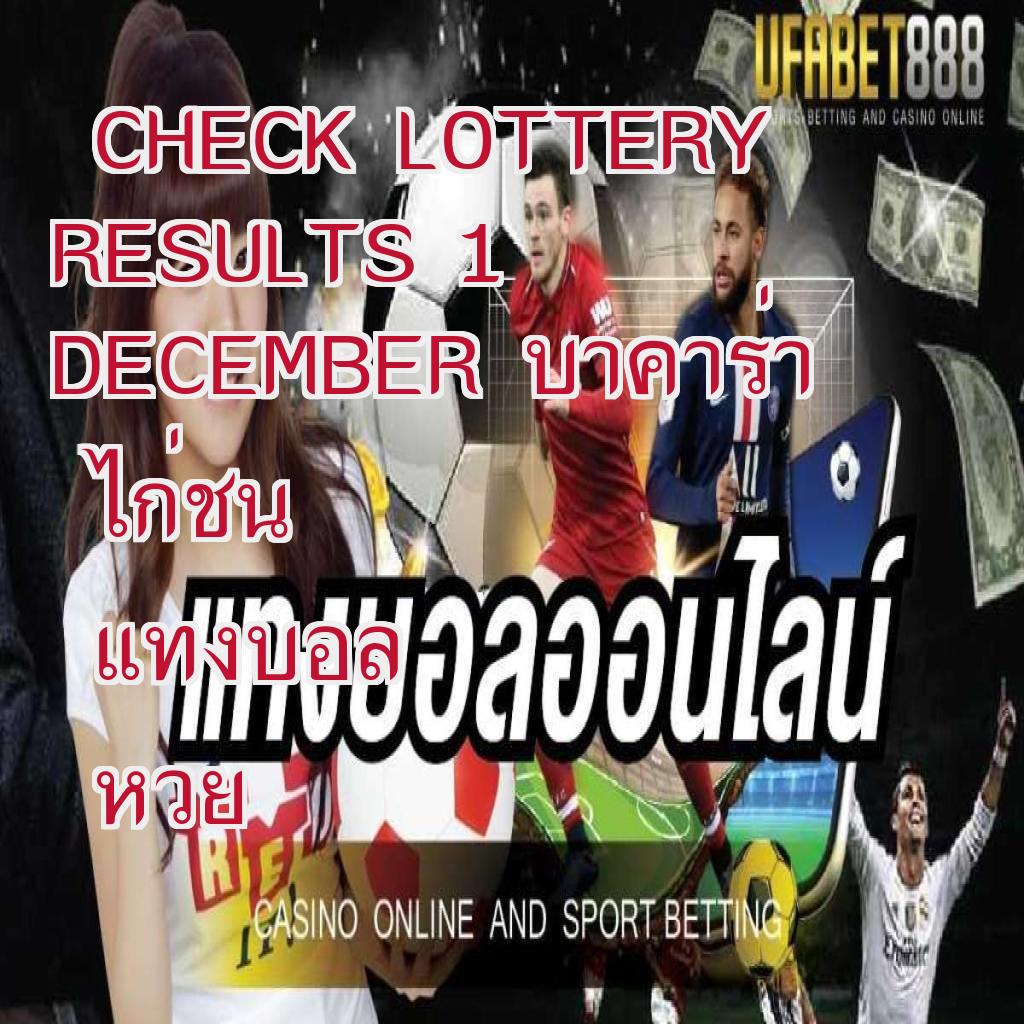 UFABET888
SPORTS BETTING AND CASINO ONLINE
CHECK LOTTERY
RESULTS 1
DECEMBER บาคาร่า
ไก่ชน
แทงบอล
แทงบอลออนไลน์
หวย
CASINO ONLINE AND SPORT BETTING
Emirates